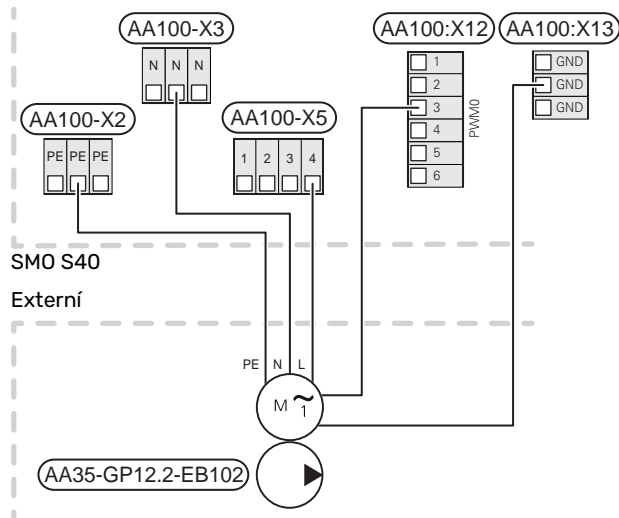 AA100-X3
AA100:X12
AA100:X13
N N N
1
2
3
4
5
6
PWM0
GND
GND
GND
AA100-X2
AA100-X5
PE PE PE
1 2 3 4
SMO S40
Externí
PE N L
M ~ 1
AA35-GP12.2-EB102